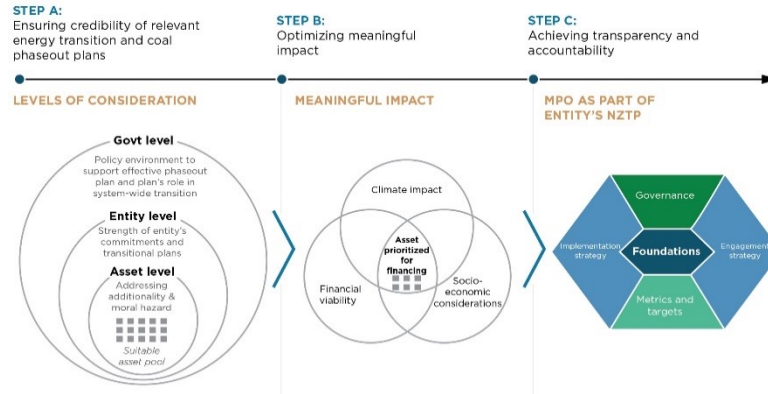 STEP A:
Ensuring credibility of relevant
energy transition and coal
phaseout plans
STEP B:
Optimizing meaningful
impact
STEP C:
Achieving transparency and
accountability
LEVELS OF CONSIDERATION
MEANINGFUL IMPACT
MPO AS PART OF
ENTITY'S NZTP
Govt level
Policy environment to
support effective phaseout
plan and plan's role in
system-wide transition
Entity level
Strength of entity's
commitments and
transitional plans
Asset level
Addressing
additionality &
moral hazard
Suitable
asset pool
Climate impact
Asset
prioritized
for
financing
Financial
viability
Socio-
economic
considerations
Governance
Implementation
strategy
Foundations
Engagement
strategy
Metrics and
targets